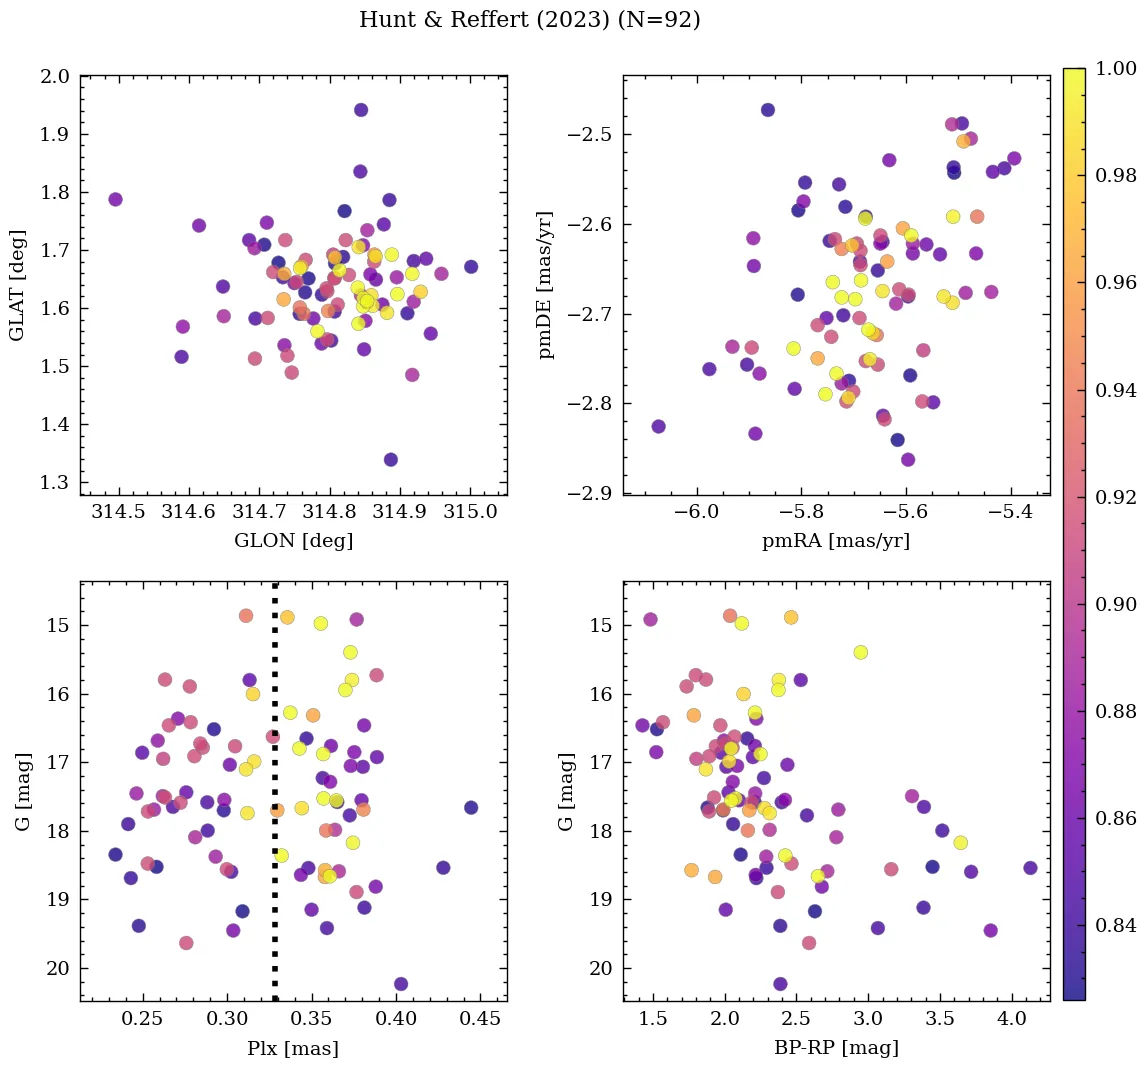 Hunt & Reffert (2023) (N=92)
2.0
1.9
1.8
1.7
1.6
1.5
1.4
1.3
GLAT [deg]
314.5 314.6 314.7 314.8 314.9 315.0
GLON [deg]
−2.5
−2.6
−2.7
−2.8
−2.9
pmDE [mas/yr]
−6.0 −5.8 −5.6 −5.4
pmRA [mas/yr]
15
16
17
18
19
20
G [mag]
0.25 0.30 0.35 0.40 0.45
Plx [mas]
15
16
17
18
19
20
G [mag]
1.5 2.0 2.5 3.0 3.5 4.0
BP-RP [mag]
1.00
0.98
0.96
0.94
0.92
0.90
0.88
0.86
0.84